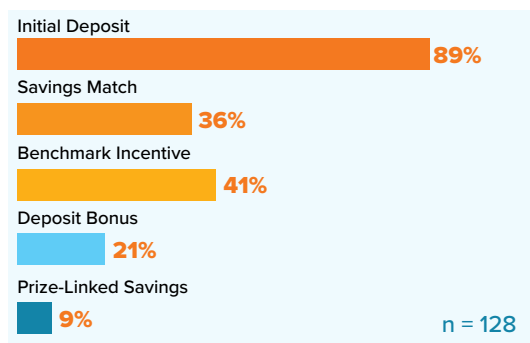 Initial Deposit
89%
Savings Match
36%
Benchmark Incentive
41%
Deposit Bonus
21%
Prize-Linked Savings
9%
n = 128